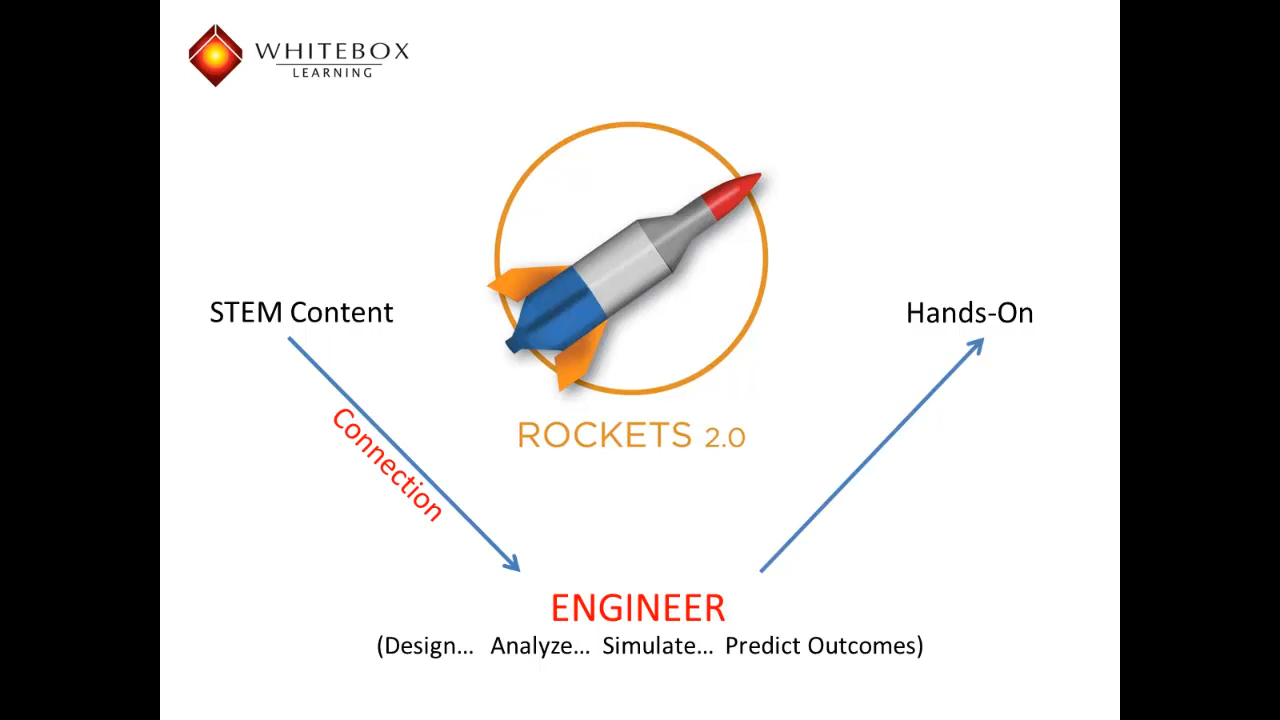 WHITEBOX
LEARNING
STEM Content
Hands-On
Connection
ROCKETS 2.0
ENGINEER
(Design... Analyze... Simulate... Predict Outcomes)